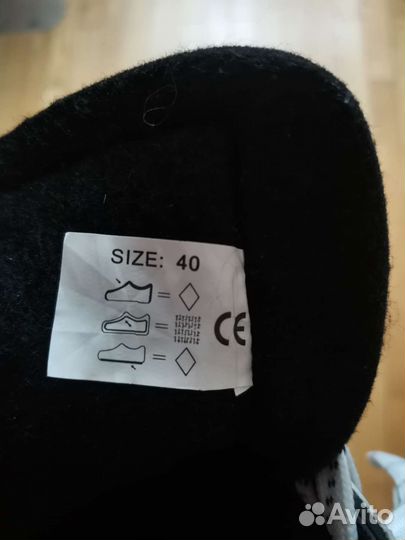 SIZE: 40
=
=
=
CE
Avito